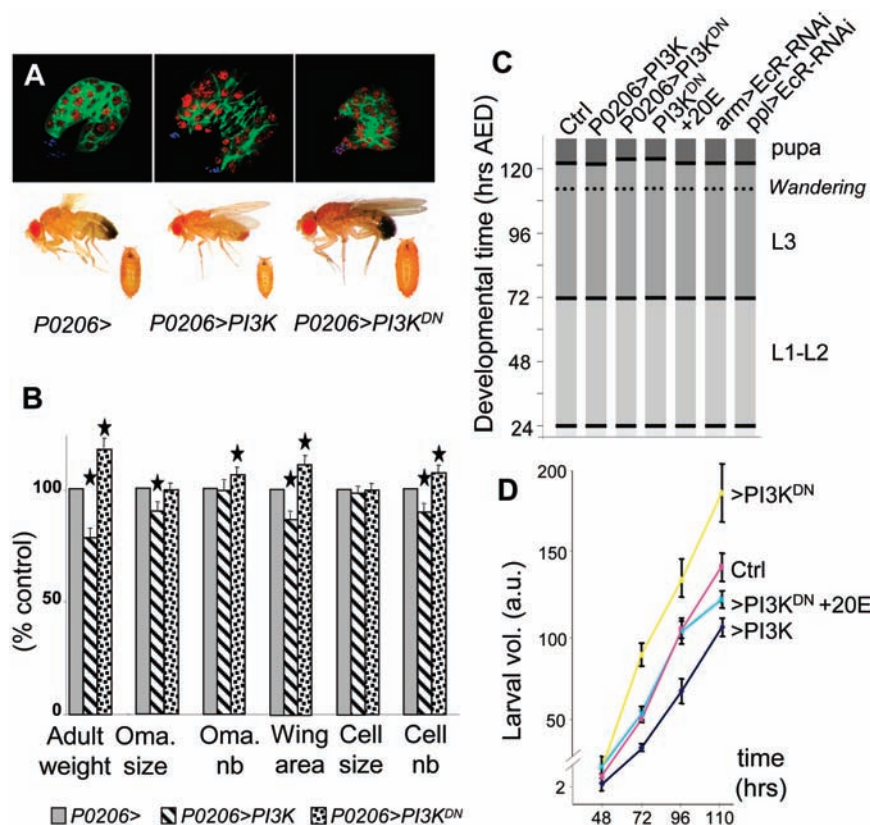 A
P0206>
P0206>PI3K
P0206>PI3K^DN
B
(% control)
100
50
0
Adult weight
Oma. size
Oma. nb
Wing area
Cell size
Cell nb
P0206>
P0206>PI3K
P0206>PI3K^DN
C
Ctrl
P0206>PI3K
P0206>PI3K^DN
PI3K^DN +20E
arm>EcR-RNAi
ppl>EcR-RNAi
Developmental time (hrs AED)
120
96
72
48
24
pupa
Wandering
L3
L1-L2
D
Larval vol. (a.u.)
200
150
100
50
2
>PI3K^DN
Ctrl
>PI3K^DN +20E
>PI3K
time
(hrs)
48 72 96 110